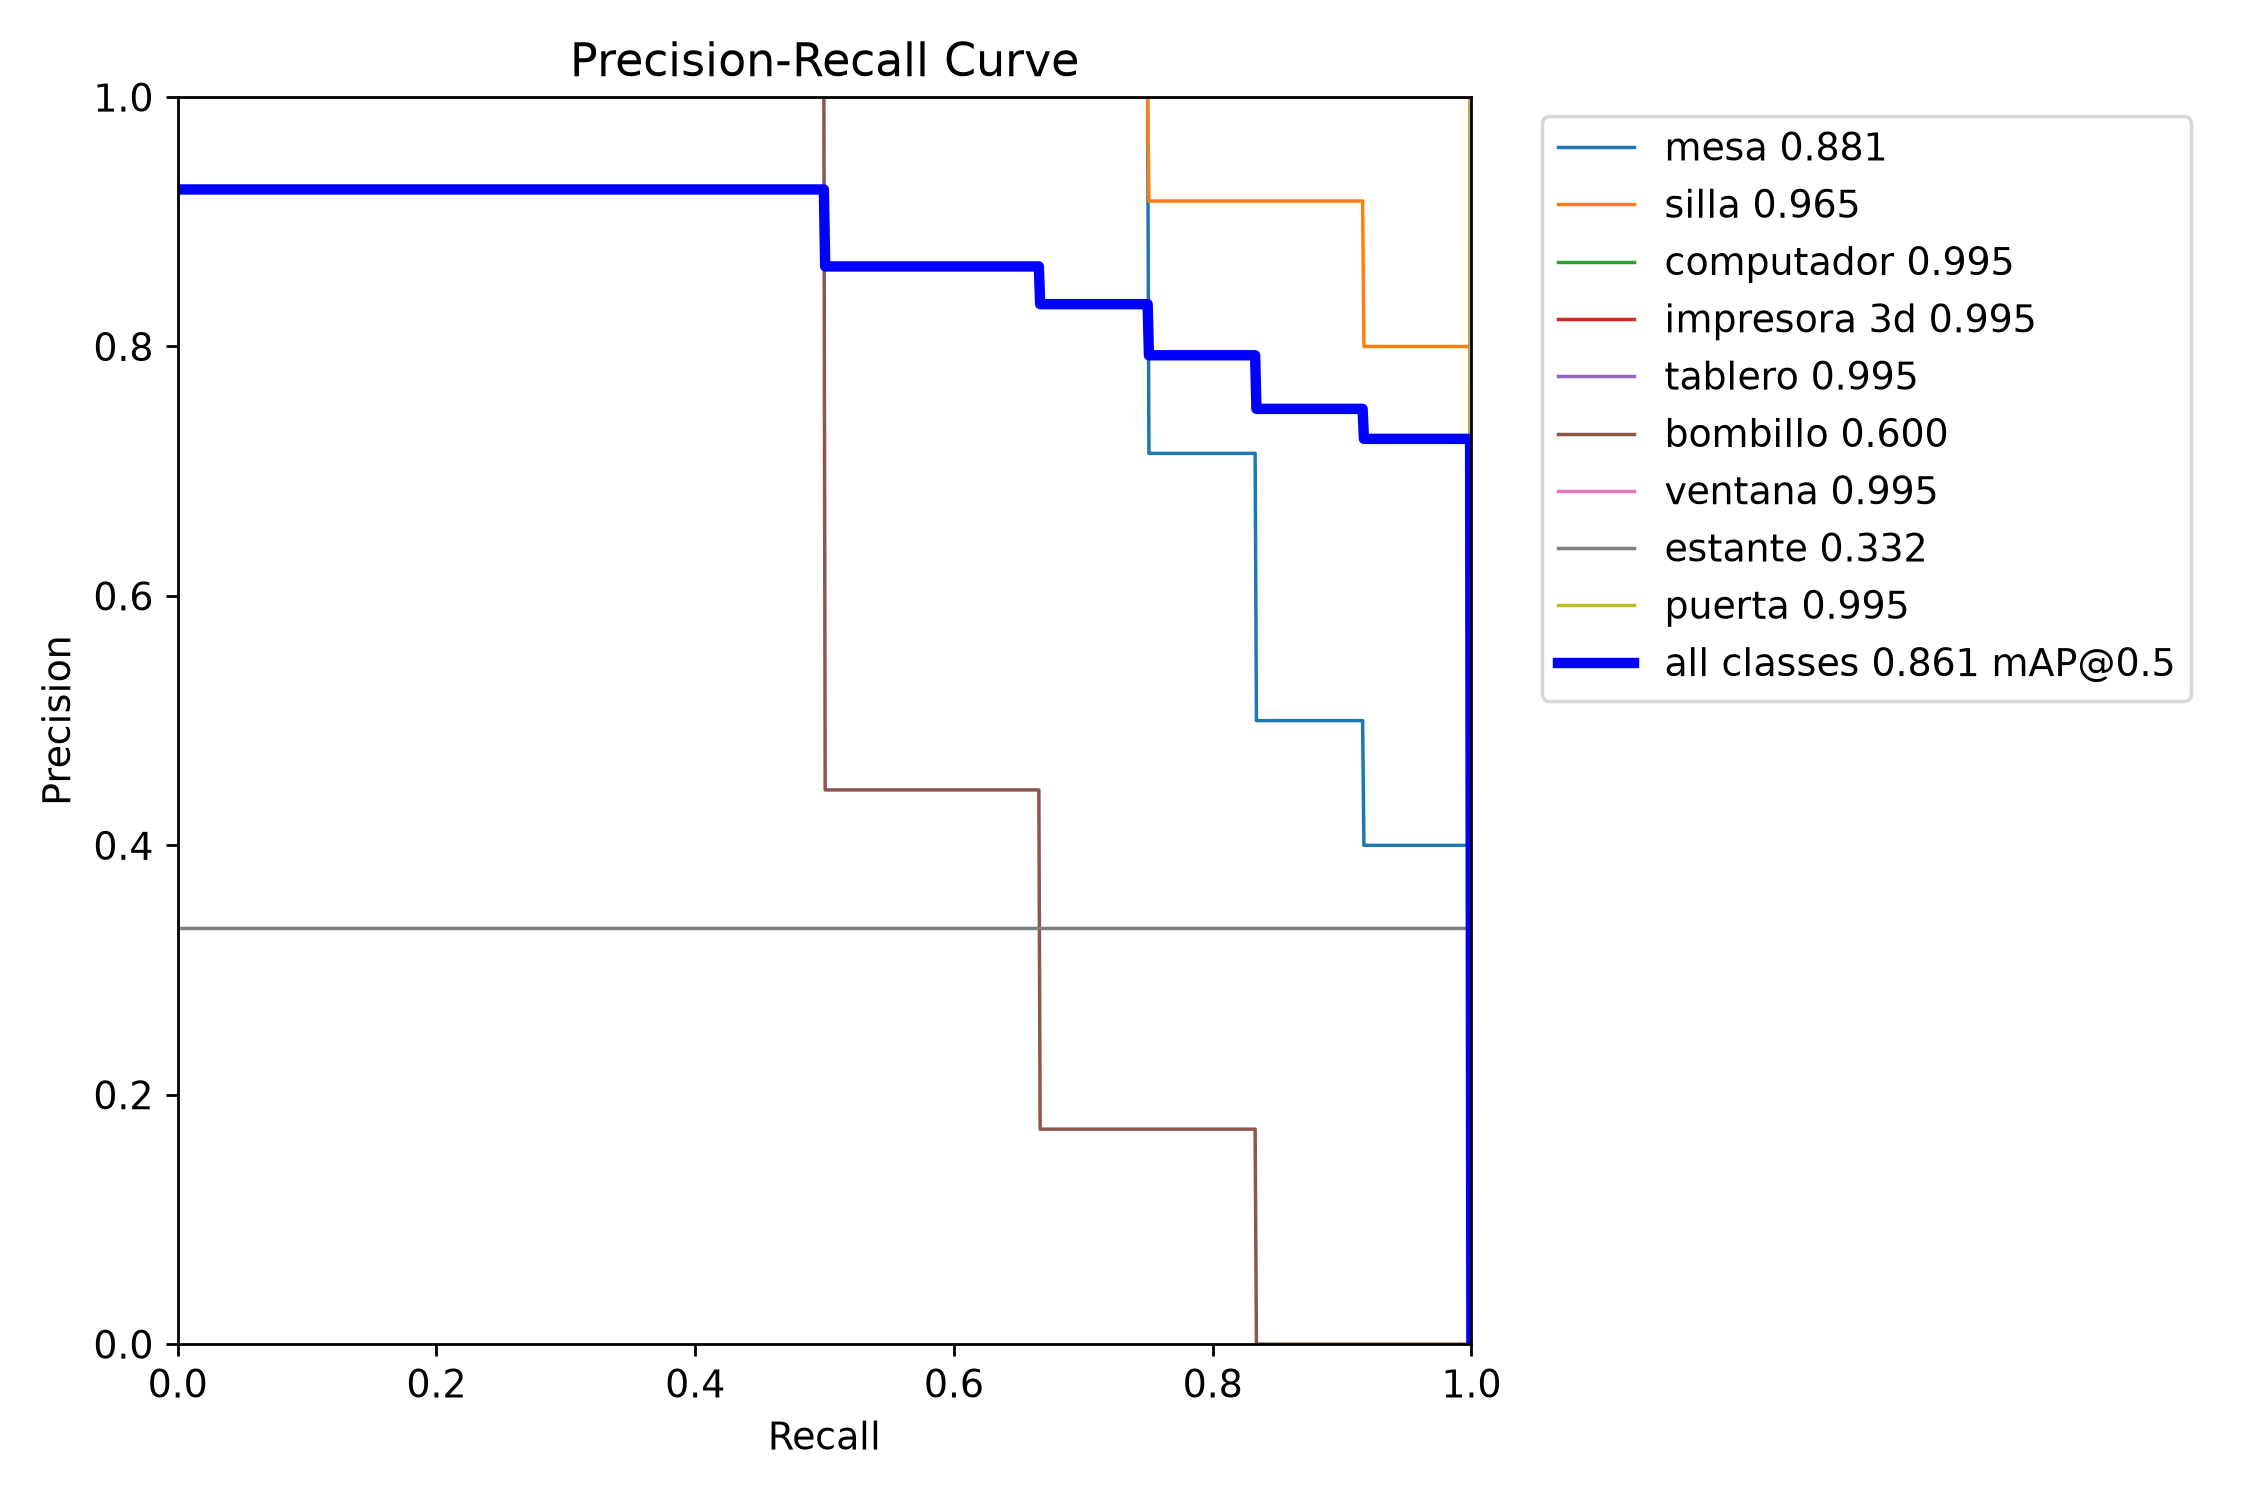 Precision-Recall Curve
1.0
0.8
0.6
0.4
0.2
0.0
Precision
0.0 0.2 0.4 0.6 0.8 1.0
Recall
mesa 0.881
silla 0.965
computador 0.995
impresora 3d 0.995
tablero 0.995
bombillo 0.600
ventana 0.995
estante 0.332
puerta 0.995
all classes 0.861 mAP@0.5